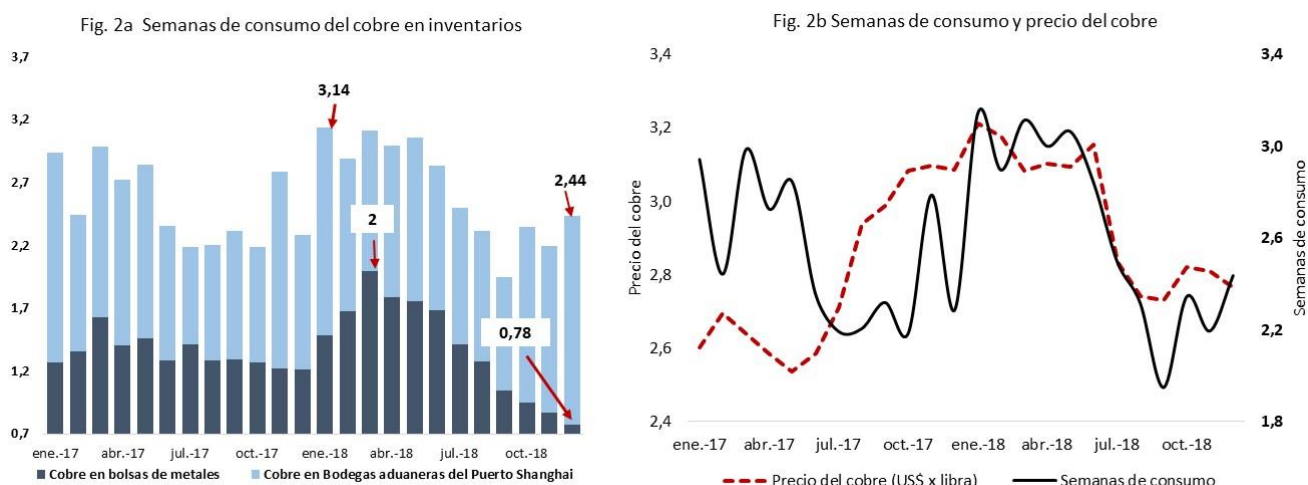 Fig. 2a Semanas de consumo del cobre en inventarios
3,7
3,2
2,7
2,2
1,7
1,2
0,7
3,14
2
2,44
0,78
ene.-17 abr.-17 jul.-17 oct.-17 ene.-18 abr.-18 jul.-18 oct.-18
Cobre en bolsas de metales Cobre en Bodegas aduaneras del Puerto Shanghai
Fig. 2b Semanas de consumo y precio del cobre
Precio del cobre
3,4
3,2
3,0
2,8
2,6
2,4
3,4
3,0
2,6
2,2
1,8
Semanas de consumo
ene.-17 abr.-17 jul.-17 oct.-17 ene.-18 abr.-18 jul.-18 oct.-18
Precio del cobre (US$ x libra) Semanas de consumo